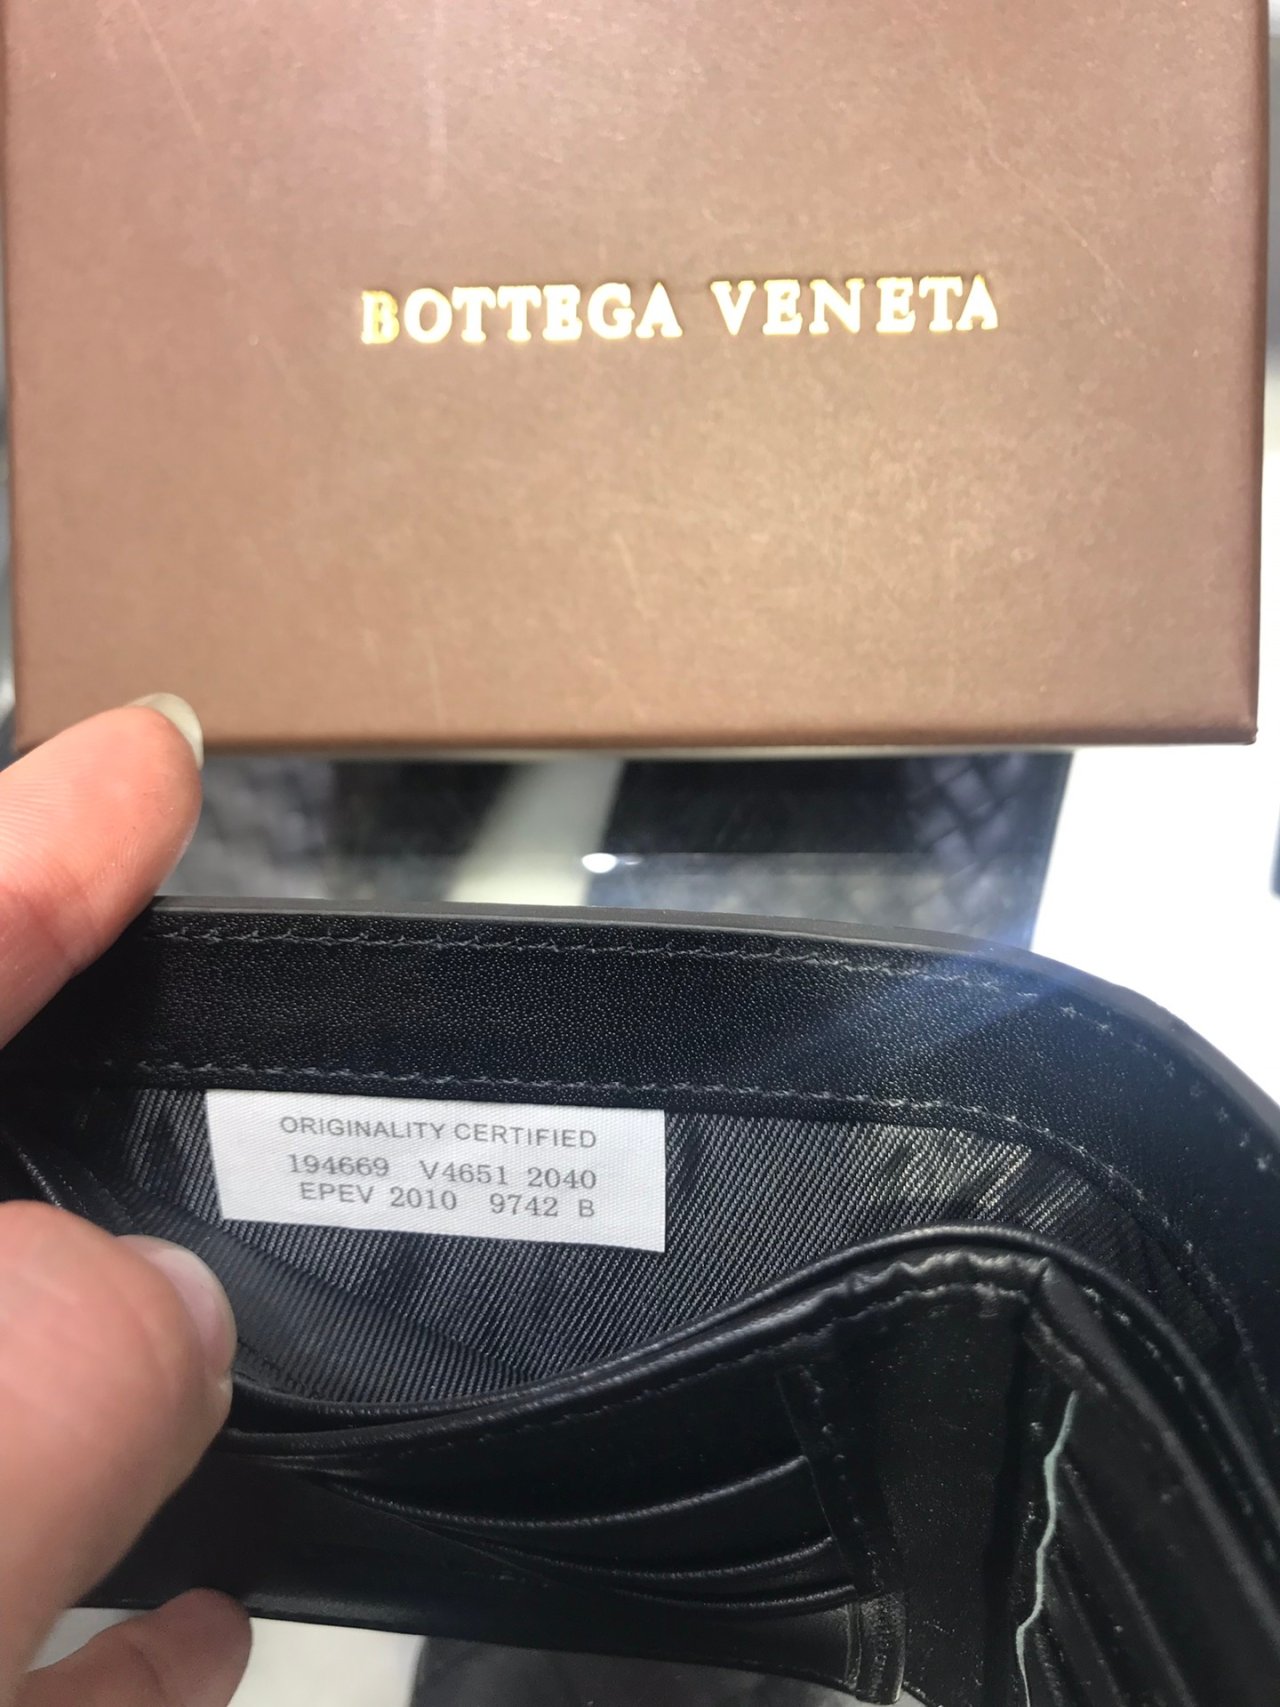 BOTTEGA VENETA
ORIGINALITY CERTIFIED
194669 V4651 2040
EPEV 2010 9742 B